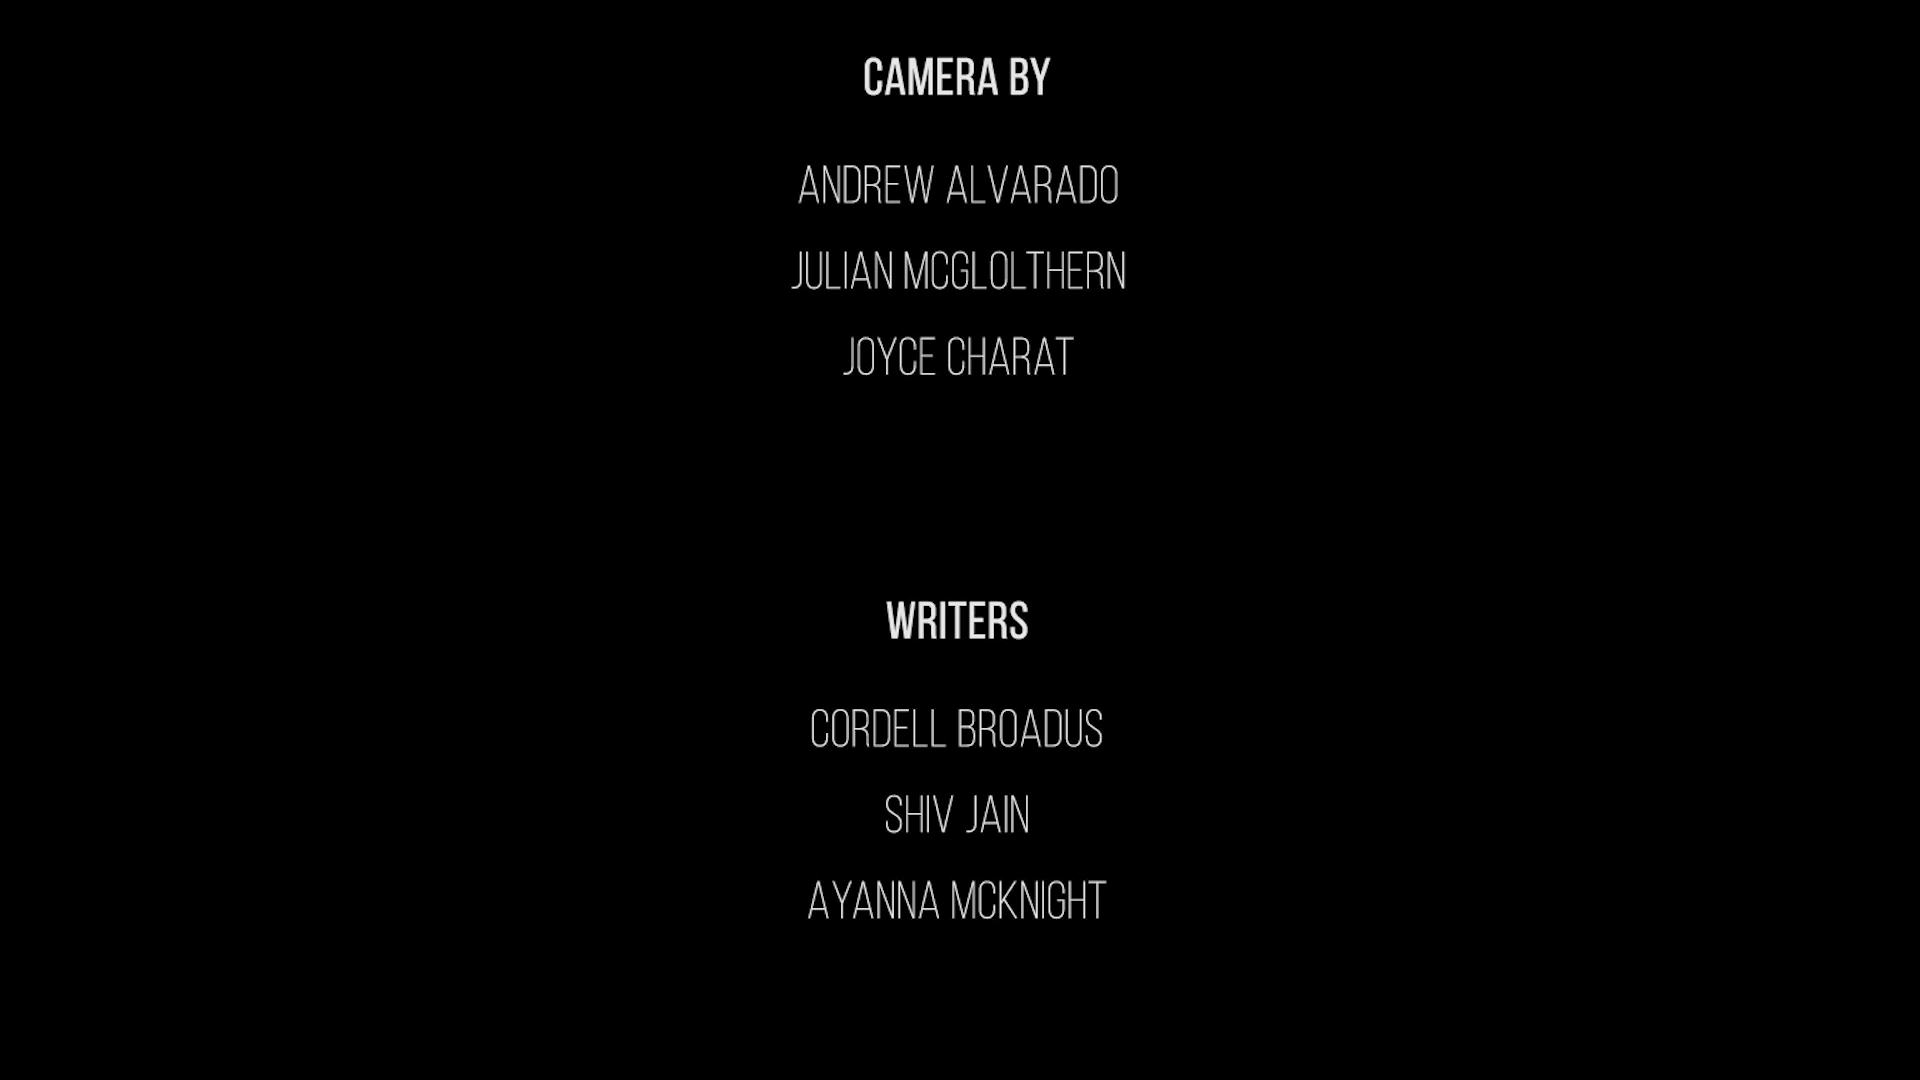 CAMERA BY
ANDREW ALVARADO
JULIAN MCGLOLTHERN
JOYCE CHARAT
WRITERS
CORDELL BROADUS
SHIV JAIN
AYANNA MCKNIGHT